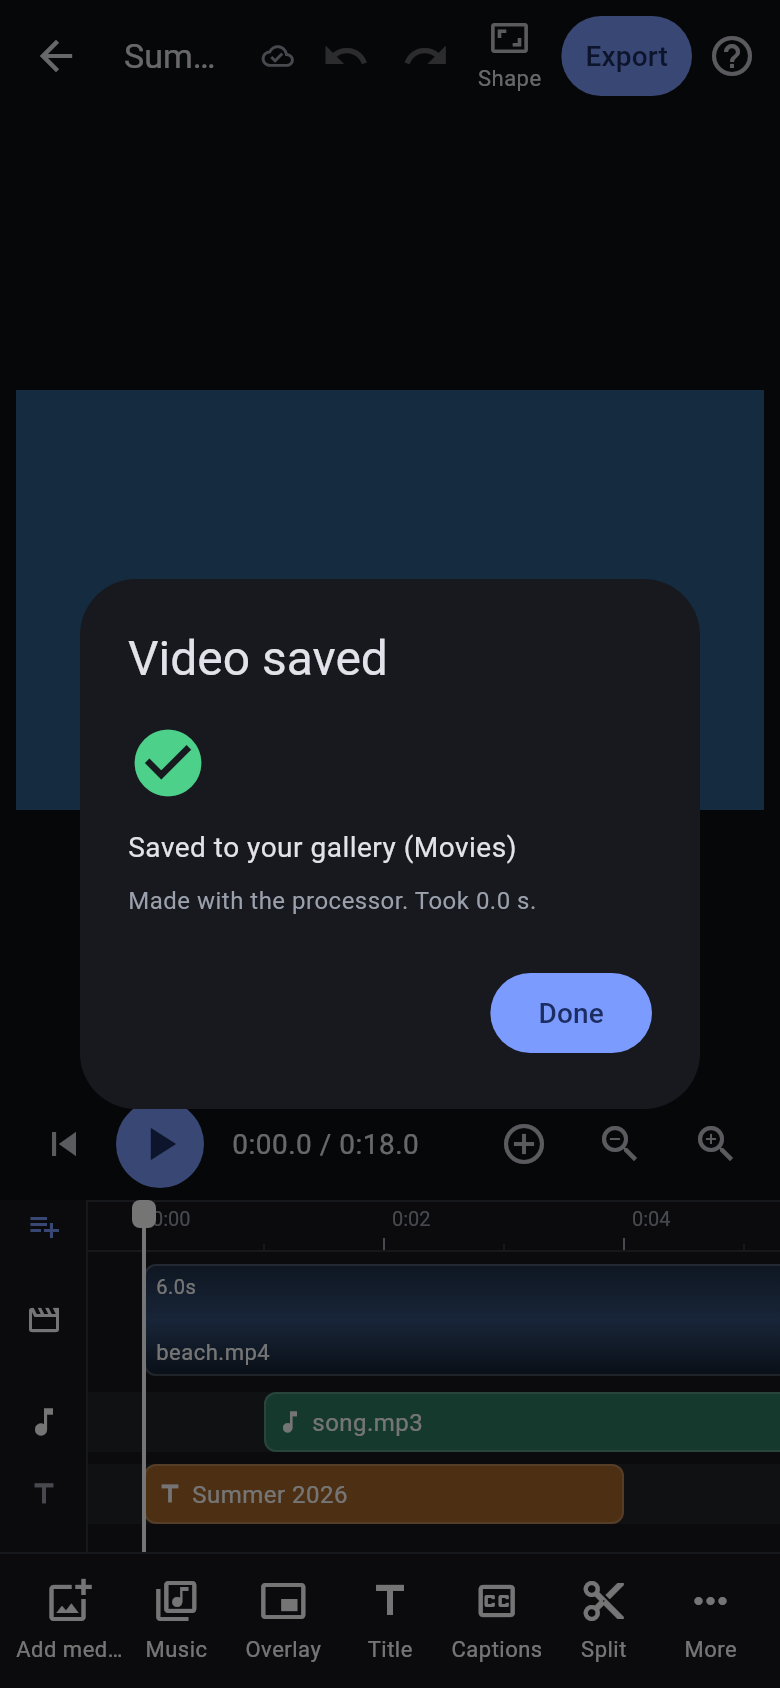 Sum...
Shape
Export
Video saved
Saved to your gallery (Movies)
Made with the processor. Took 0.0 s.
Done
0:00.0 / 0:18.0
0:00
0:02
0:04
6.0s
beach.mp4
song.mp3
Summer 2026
Add med...
Music
Overlay
Title
Captions
Split
More